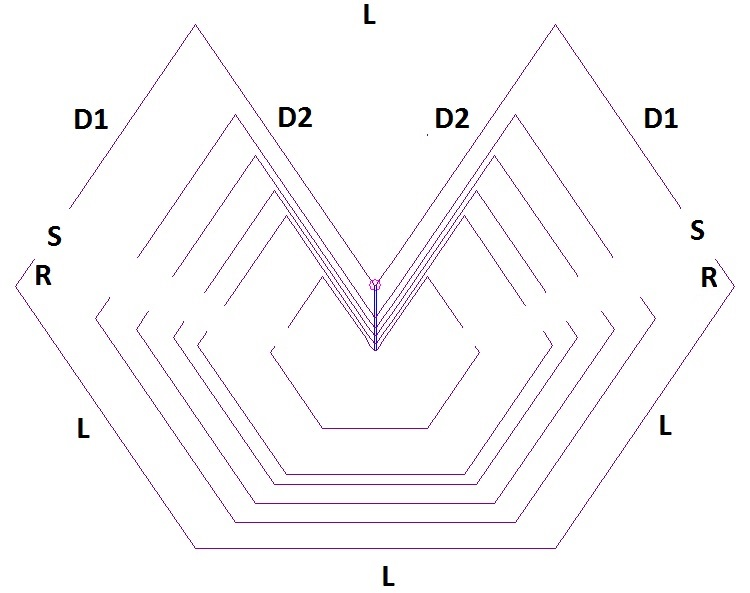 L
D1 D2 D2 D1
S S
R R
L L
L